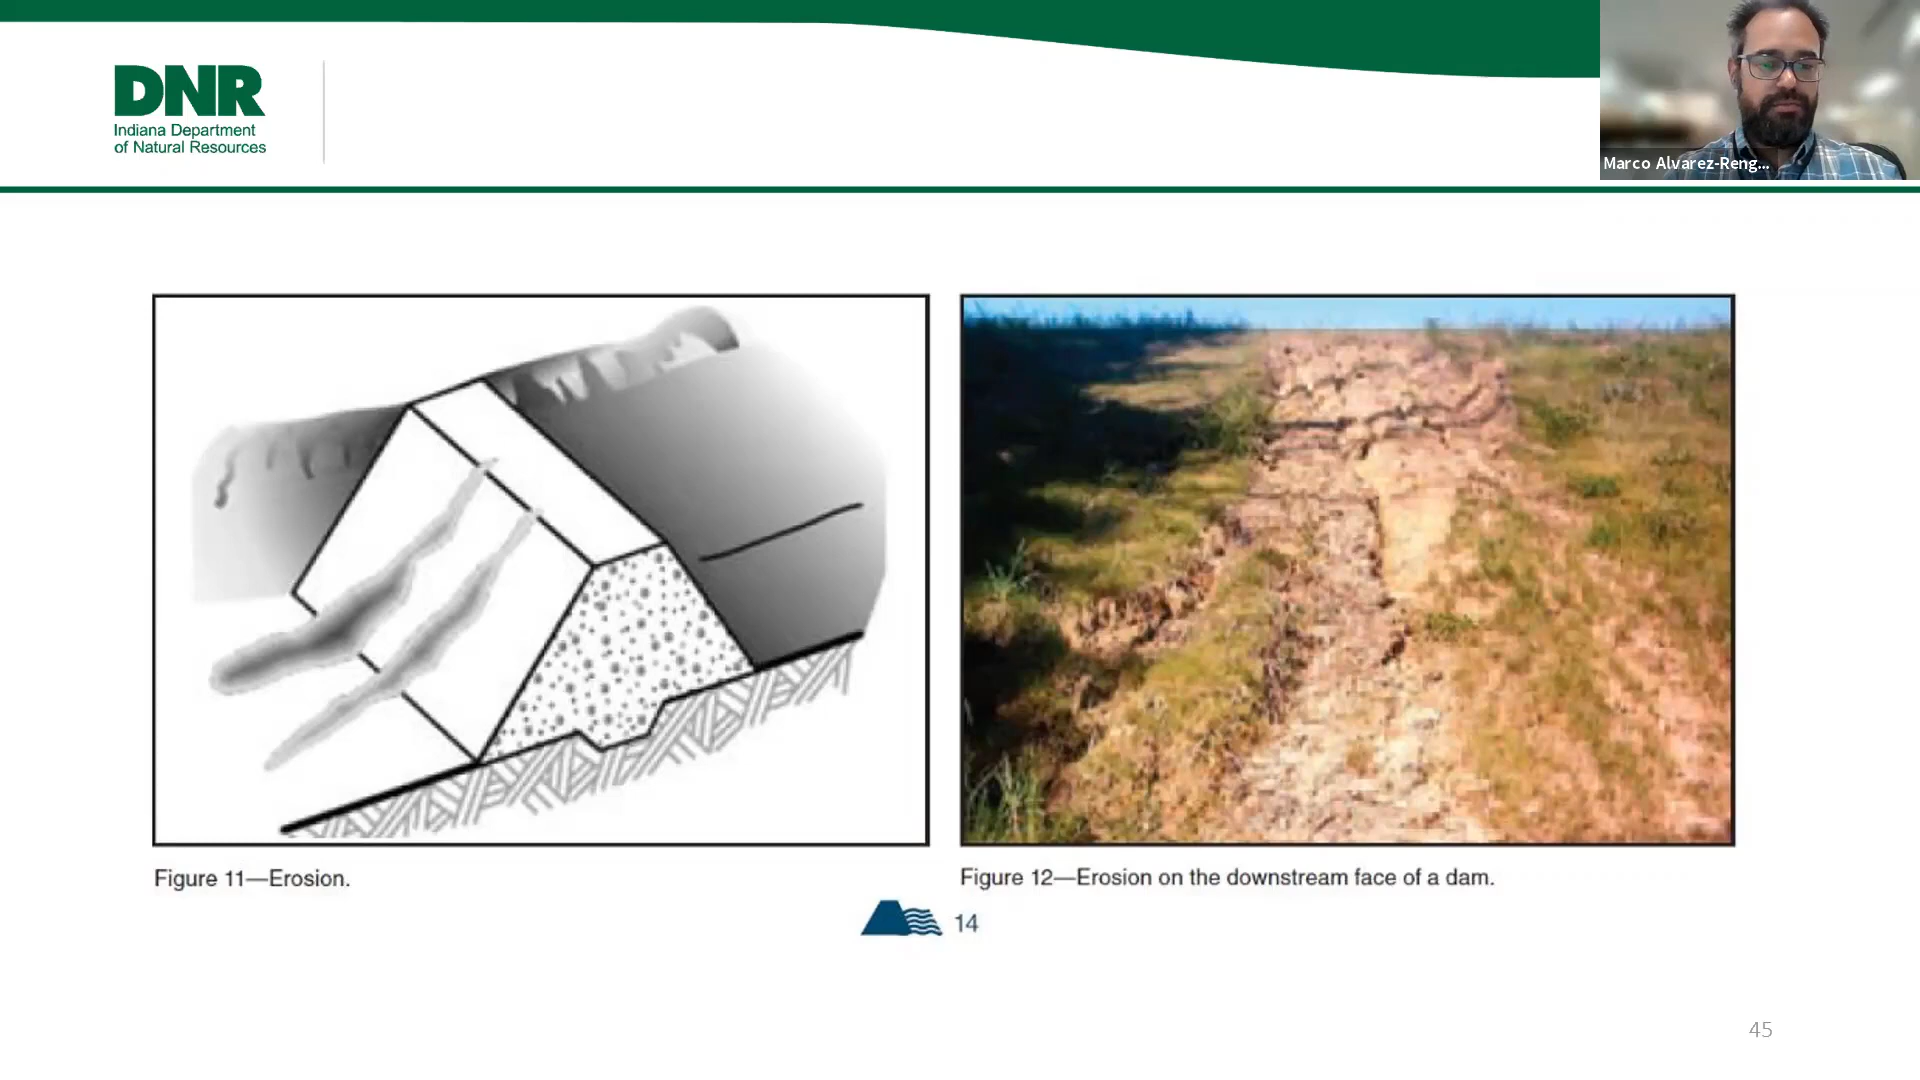 DNR
Indiana Department
of Natural Resources
Marco Alvarez-Reng...
Figure 11—Erosion.
Figure 12—Erosion on the downstream face of a dam.
14
45